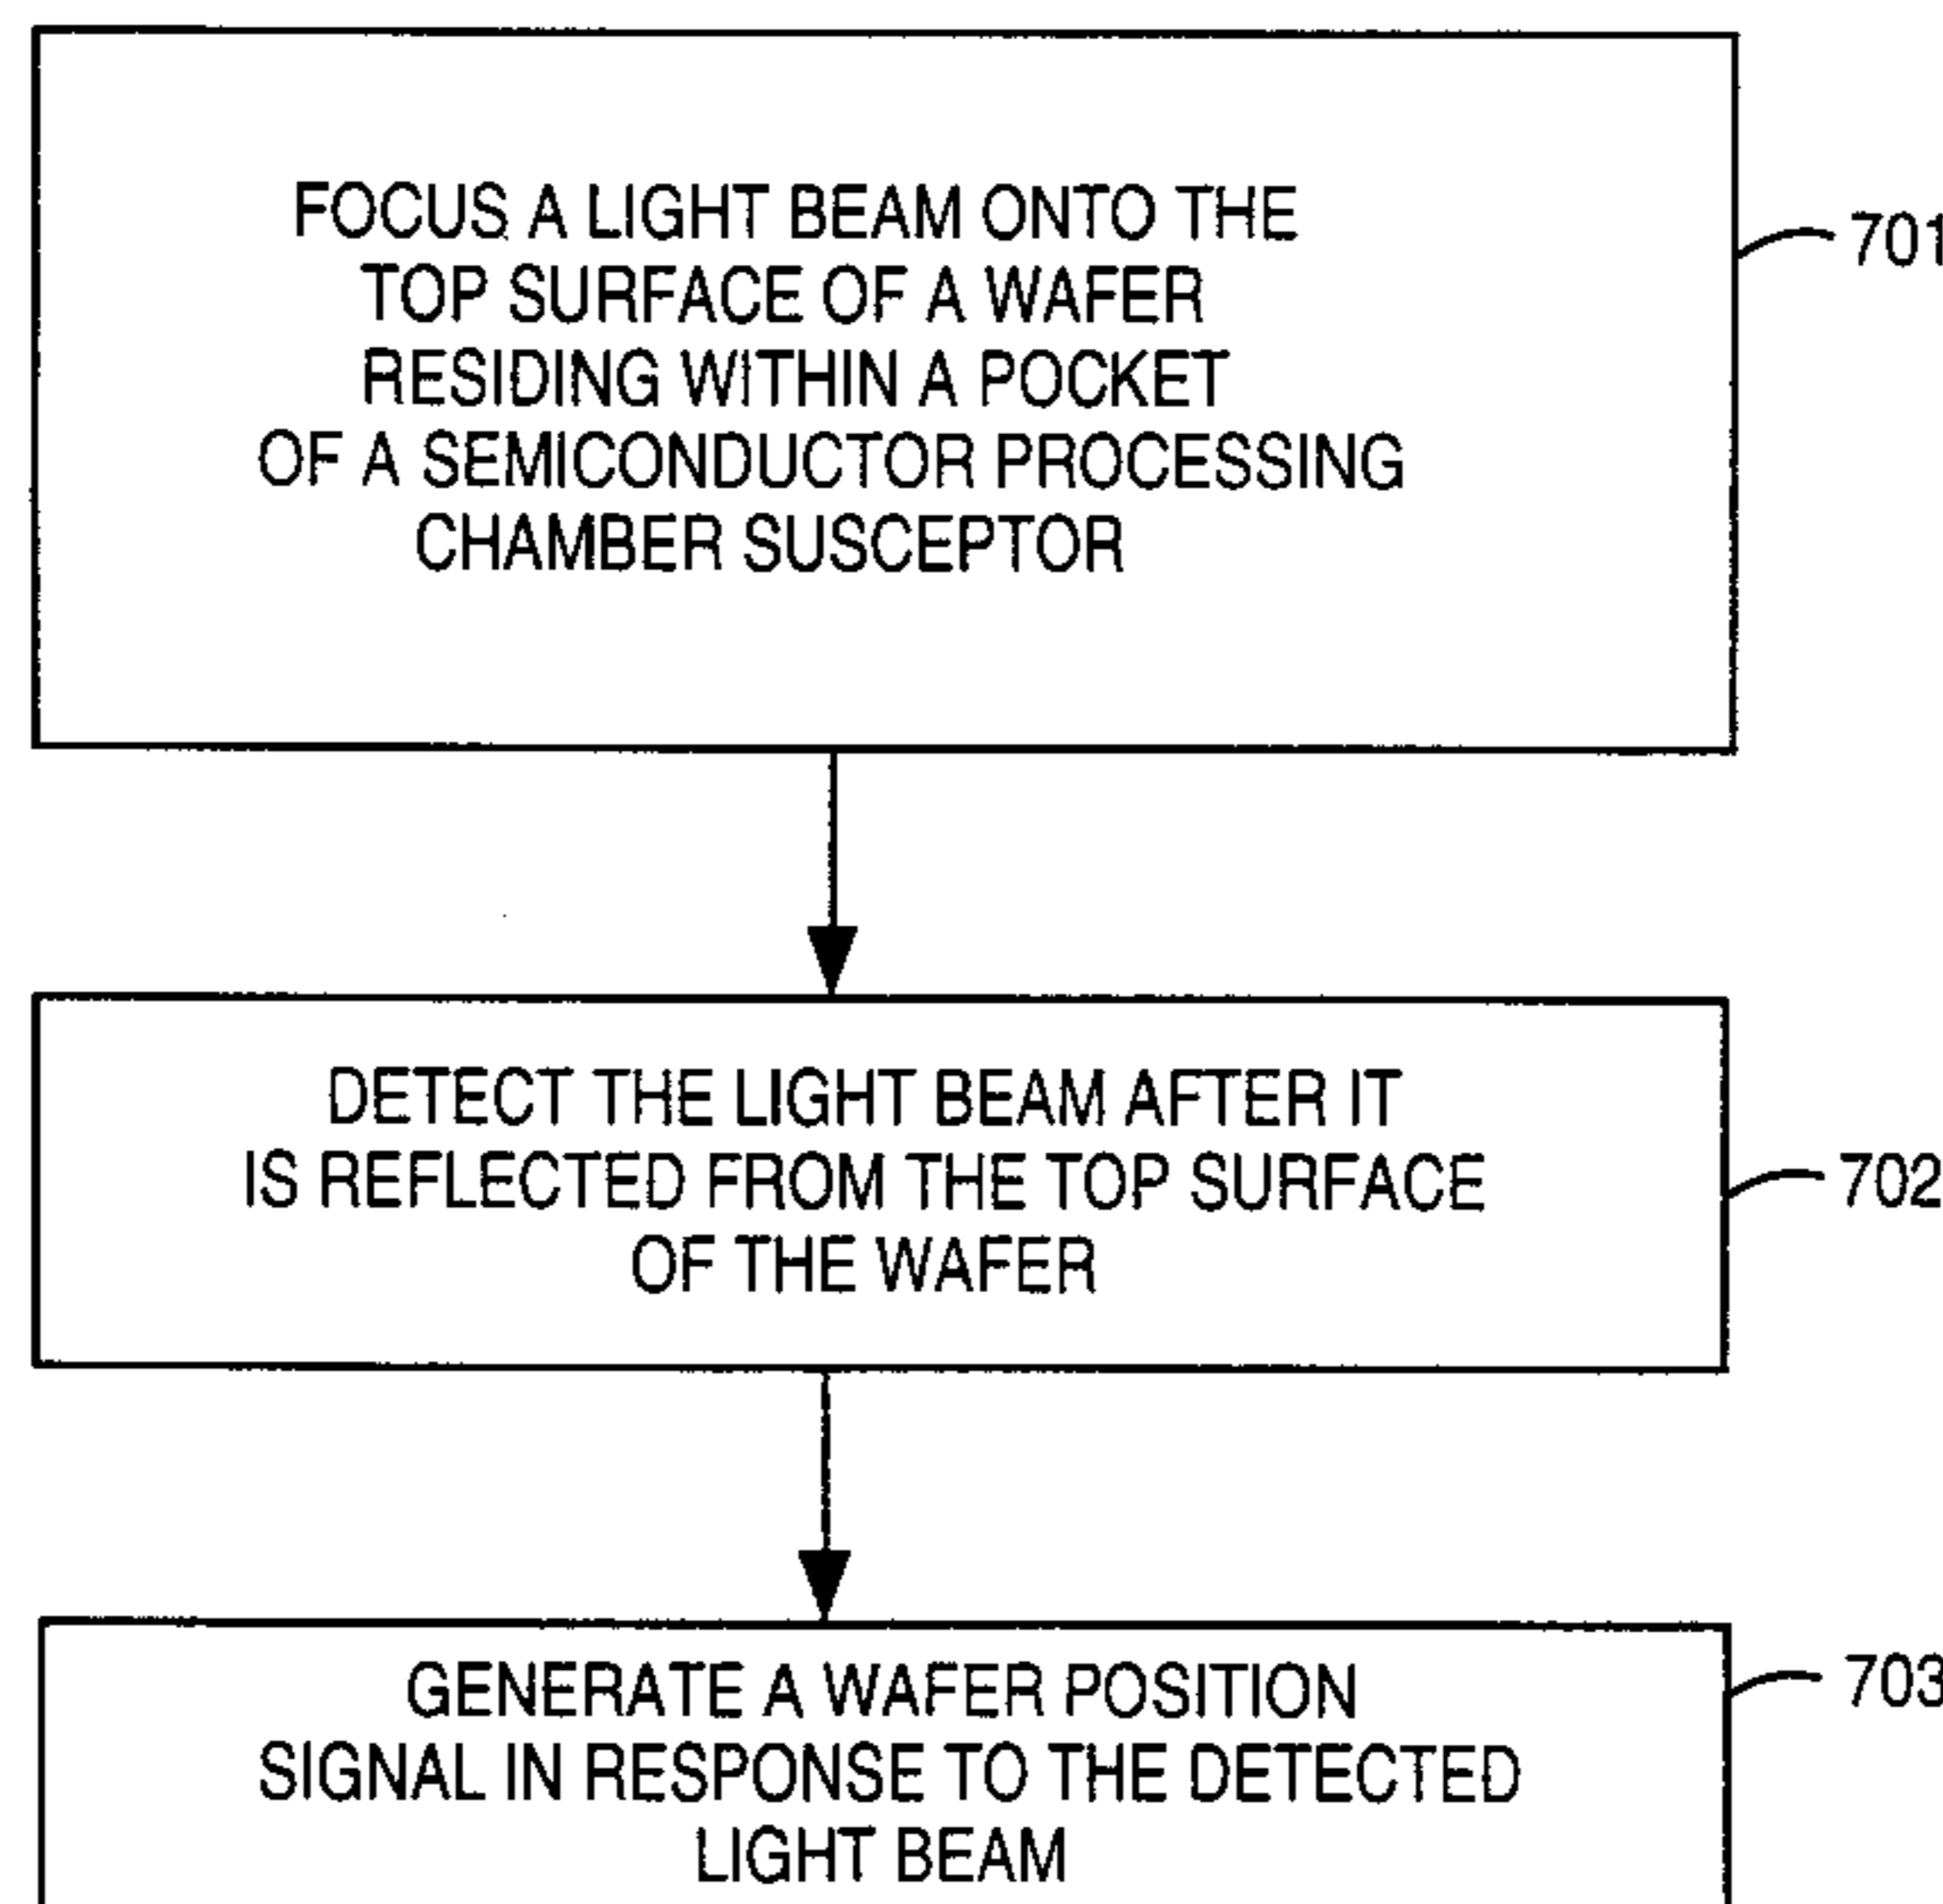 FOCUS A LIGHT BEAM ONTO THE
TOP SURFACE OF A WAFER
RESIDING WITHIN A POCKET
OF A SEMICONDUCTOR PROCESSING
CHAMBER SUSCEPTOR
701
DETECT THE LIGHT BEAM AFTER IT
IS REFLECTED FROM THE TOP SURFACE
OF THE WAFER
702
GENERATE A WAFER POSITION
SIGNAL IN RESPONSE TO THE DETECTED
LIGHT BEAM
703